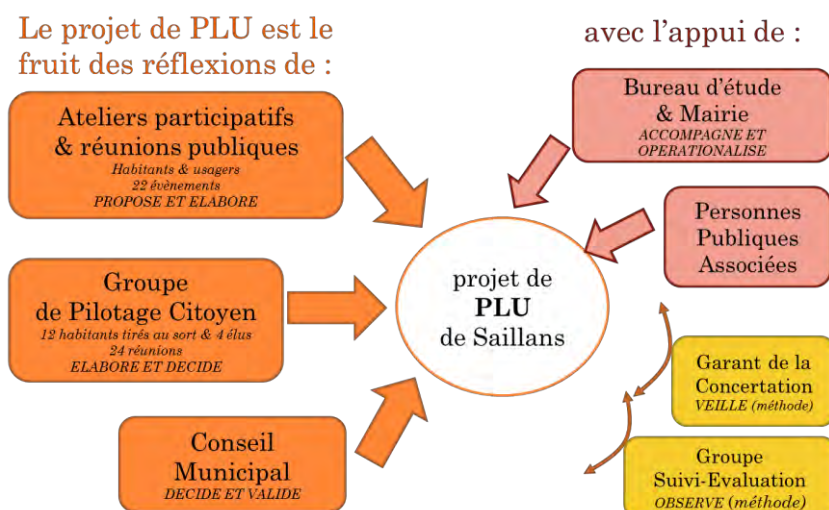 Le projet de PLU est le
fruit des réflexions de :
Ateliers participatifs
& réunions publiques
Habitants & usagers
22 évènements
PROPOSE ET ELABORE
Groupe
de Pilotage Citoyen
12 habitants tirés au sort & 4 élus
24 réunions
ELABORE ET DECIDE
Conseil
Municipal
DECIDE ET VALIDE
projet de
PLU
de Saillans
avec l'appui de :
Bureau d'étude
& Mairie
ACCOMPAGNE ET
OPERATIONALISE
Personnes
Publiques
Associées
Garant de la
Concertation
VEILLE (méthode)
Groupe
Suivi-Evaluation
OBSERVE (méthode)